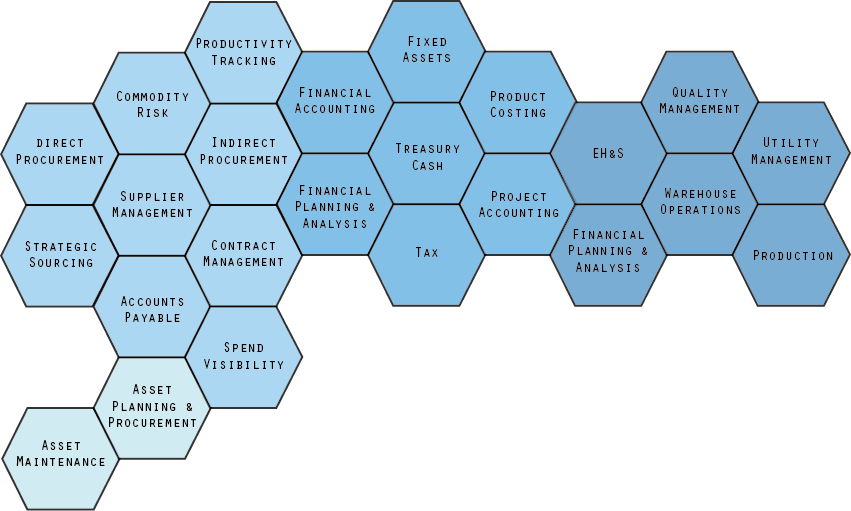 Productivity
Tracking
Fixed
Assets
Commodity
Risk
Financial
Accounting
Product
Costing
Quality
Management
direct
Procurement
Indirect
Procurement
Treasury
Cash
EH&S
Utility
Management
Supplier
Management
Financial
Planning &
Analysis
Project
Accounting
Warehouse
Operations
Strategic
Sourcing
Contract
Management
Tax
Financial
Planning &
Analysis
Production
Accounts
Payable
Spend
Visibility
Asset
Planning &
Procurement
Asset
Maintenance